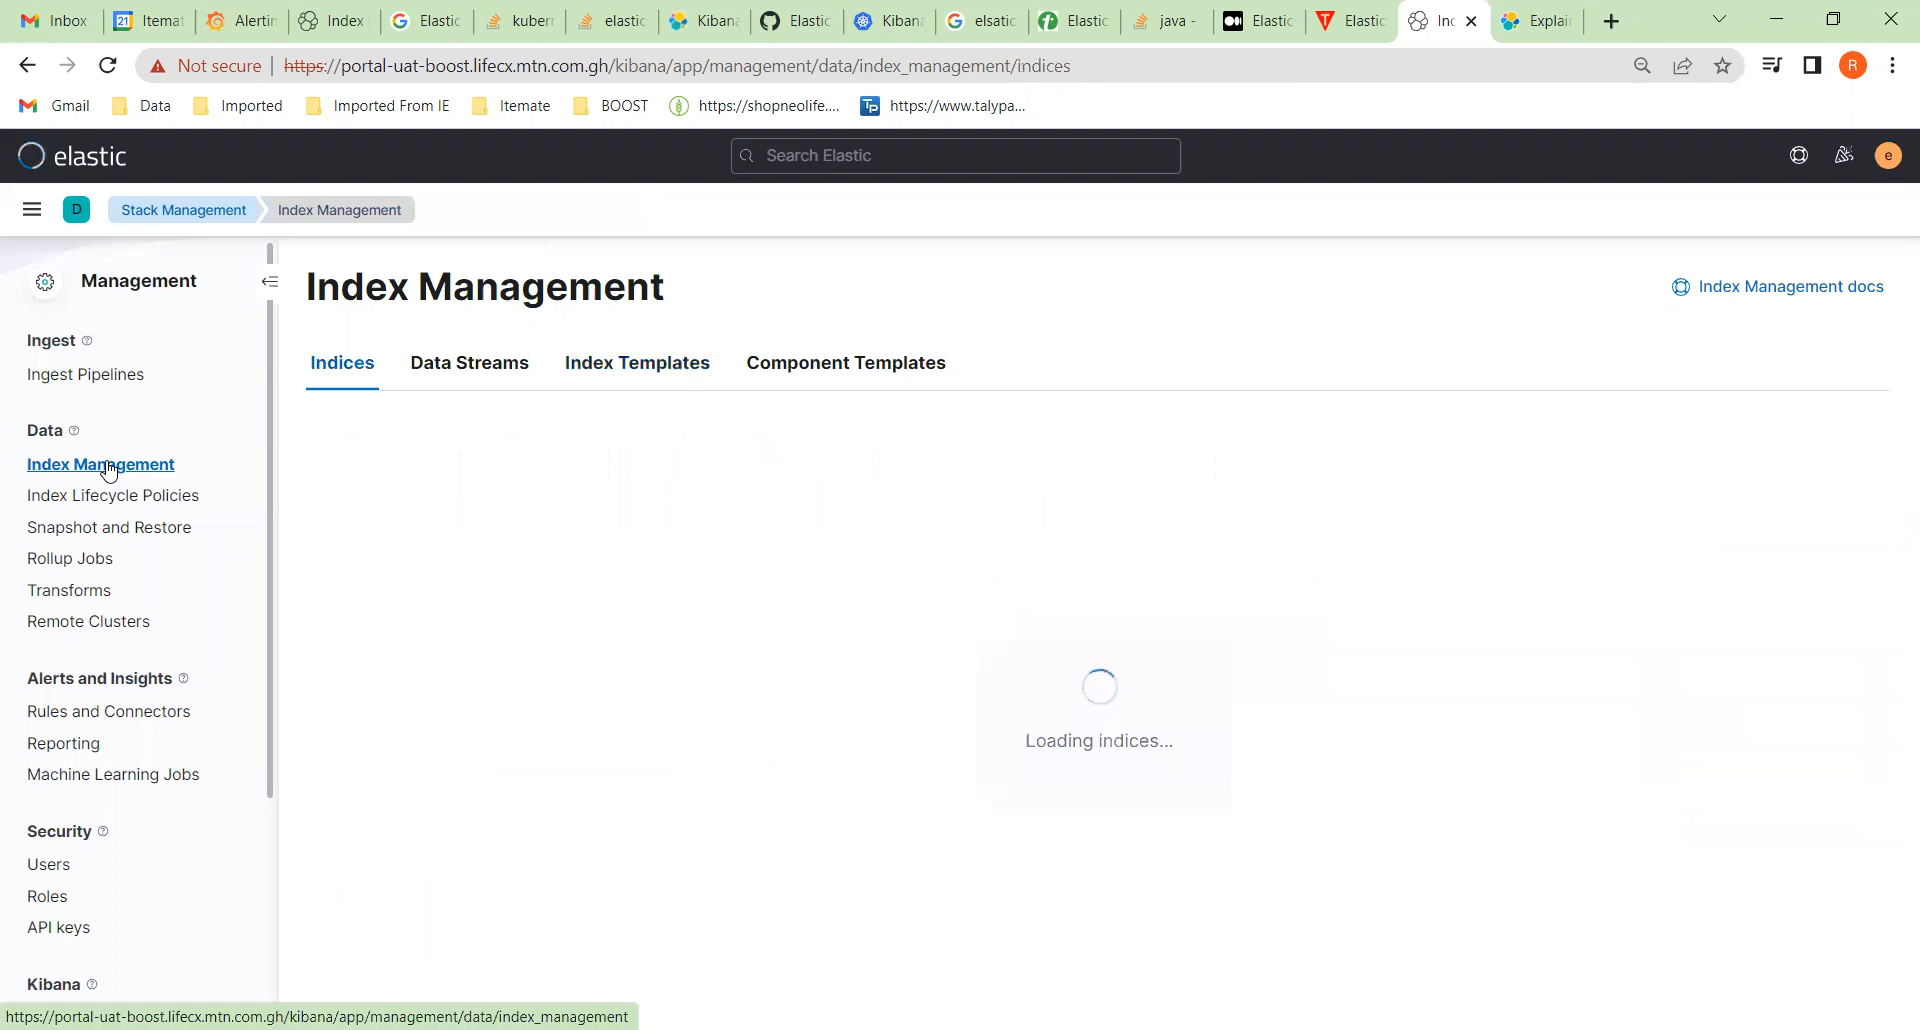 Inbox
Itemat
Alertin
Index
Elastic
kubern
elastic
Kibana
Elastic
Kibana
elsatic
Elastic
java -
Elastic
Elastic
Inc
Explai
Not secure | https://portal-uat-boost.lifecx.mtn.com.gh/kibana/app/management/data/index_management/indices
R
Gmail
Data
Imported
Imported From IE
Itemate
BOOST
https://shopneolife....
https://www.talypa...
elastic
Search Elastic
e
D
Stack Management
Index Management
Management
Ingest
Ingest Pipelines
Data
Index Management
Index Lifecycle Policies
Snapshot and Restore
Rollup Jobs
Transforms
Remote Clusters
Alerts and Insights
Rules and Connectors
Reporting
Machine Learning Jobs
Security
Users
Roles
API keys
Kibana
Index Management
Index Management docs
Indices
Data Streams
Index Templates
Component Templates
Loading indices...
https://portal-uat-boost.lifecx.mtn.com.gh/kibana/app/management/data/index_management